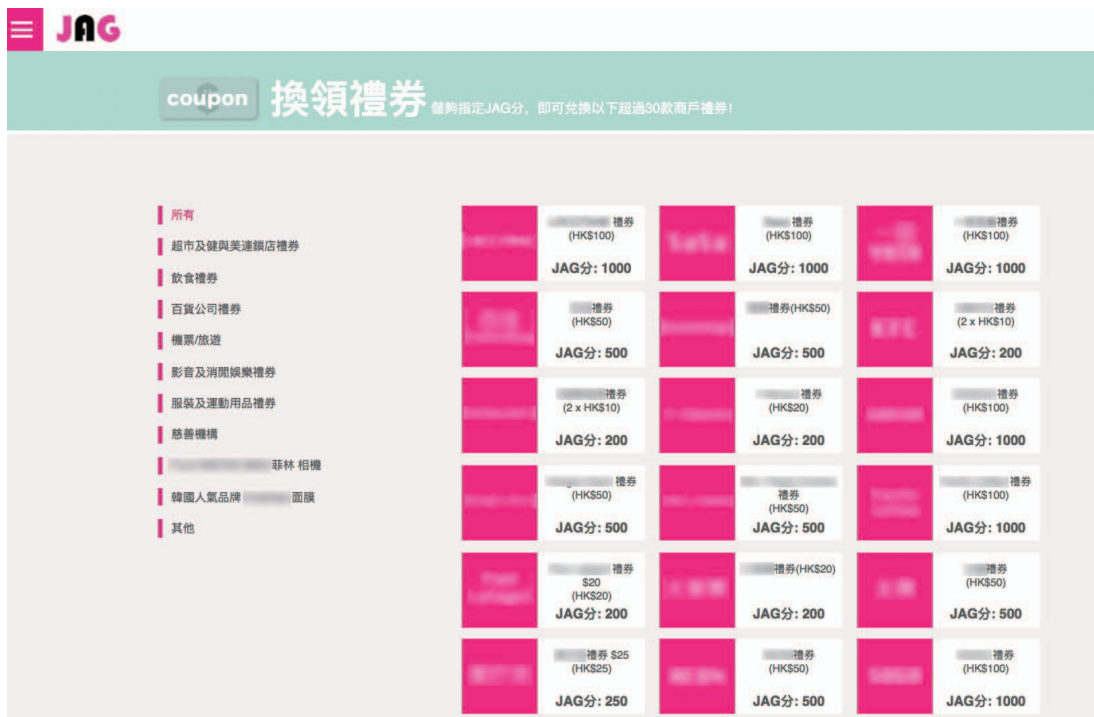 JAG
coupon 換領禮券 儲夠指定JAG分，即可兌換以下超過30款商戶禮券!
所有
超市及健與美連鎖店禮券
飲食禮券
百貨公司禮券
機票/旅遊
影音及消閒娛樂禮券
服裝及運動用品禮券
慈善機構
菲林 相機
韓國人氣品牌 面膜
其他
禮券
(HK$100)
JAG分: 1000
禮券
(HK$100)
JAG分: 1000
禮券
(HK$100)
JAG分: 1000
禮券
(HK$50)
JAG分: 500
禮券(HK$50)
JAG分: 500
禮券
(2 x HK$10)
JAG分: 200
禮券
(2 x HK$10)
JAG分: 200
禮券
(HK$20)
JAG分: 200
禮券
(HK$100)
JAG分: 1000
禮券
(HK$50)
JAG分: 500
禮券
(HK$50)
JAG分: 500
禮券
(HK$100)
JAG分: 1000
禮券
$20
(HK$20)
JAG分: 200
禮券(HK$20)
JAG分: 200
禮券
(HK$50)
JAG分: 500
禮券 $25
(HK$25)
JAG分: 250
禮券
(HK$50)
JAG分: 500
禮券
(HK$100)
JAG分: 1000